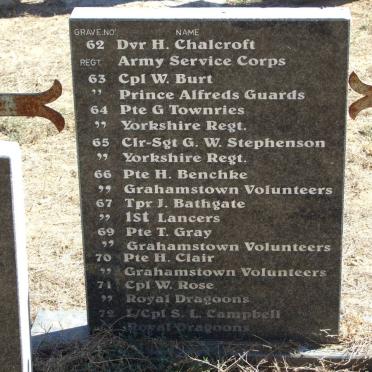 GRAVE.NO. NAME
62 Dvr H. Chalcroft
REGT. Army Service Corps
63 Cpl W. Burt
" Prince Alfreds Guards
64 Pte G Townries
" Yorkshire Regt.
65 Clr-Sgt G. W. Stephenson
" Yorkshire Regt.
66 Pte H. Benchke
" Grahamstown Volunteers
67 Tpr J. Bathgate
" 1st Lancers
69 Pte T. Gray
" Grahamstown Volunteers
70 Pte H. Clair
" Grahamstown Volunteers
71 Cpl W. Rose
" Royal Dragoons
72 L/Cpl S. L. Campbell
Royal Dragoons